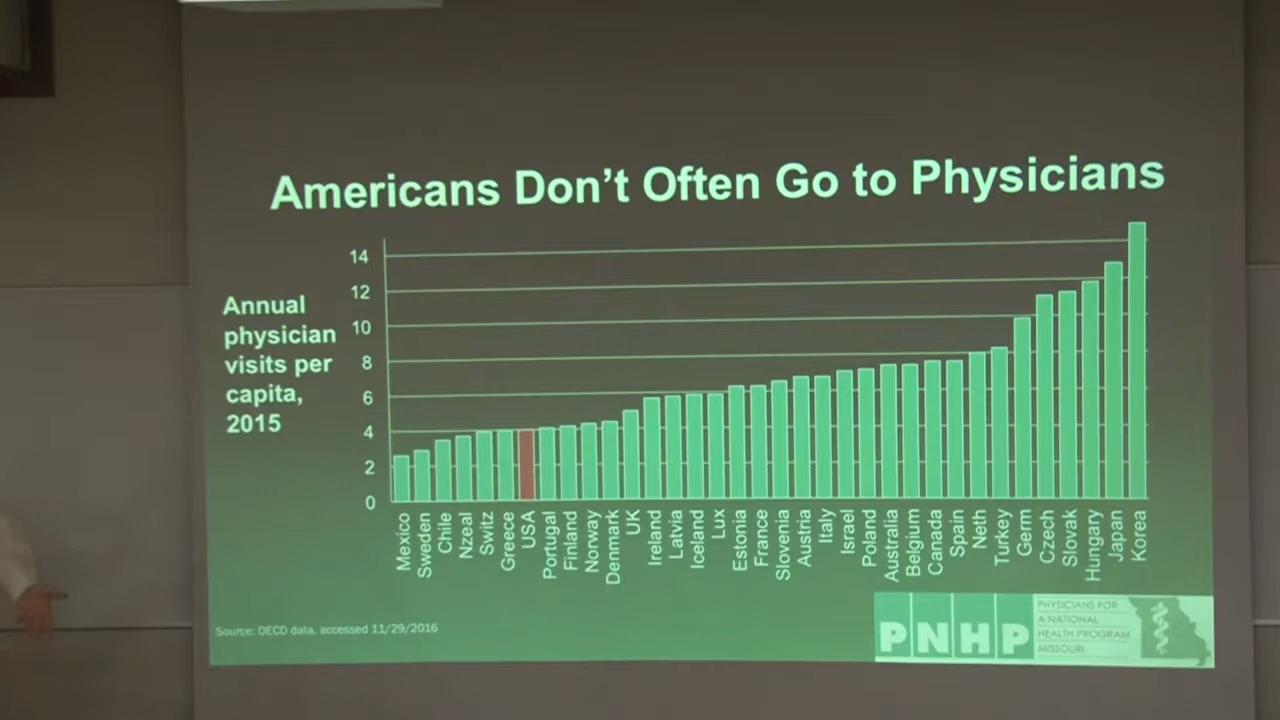 Americans Don't Often Go to Physicians
Annual
physician
visits per
capita,
2015
14
12
10
8
6
4
2
0
Mexico
Sweden
Chile
Nzeal
Switz
Greece
USA
Portugal
Finland
Norway
Denmark
UK
Ireland
Latvia
Iceland
Lux
Estonia
France
Slovenia
Austria
Italy
Israel
Poland
Australia
Belgium
Canada
Spain
Neth
Turkey
Germ
Czech
Slovak
Hungary
Japan
Korea
Source: OECD data, accessed 11/29/2016
PNHP
PHYSICIANS FOR
A NATIONAL
HEALTH PROGRAM
MISSOURI